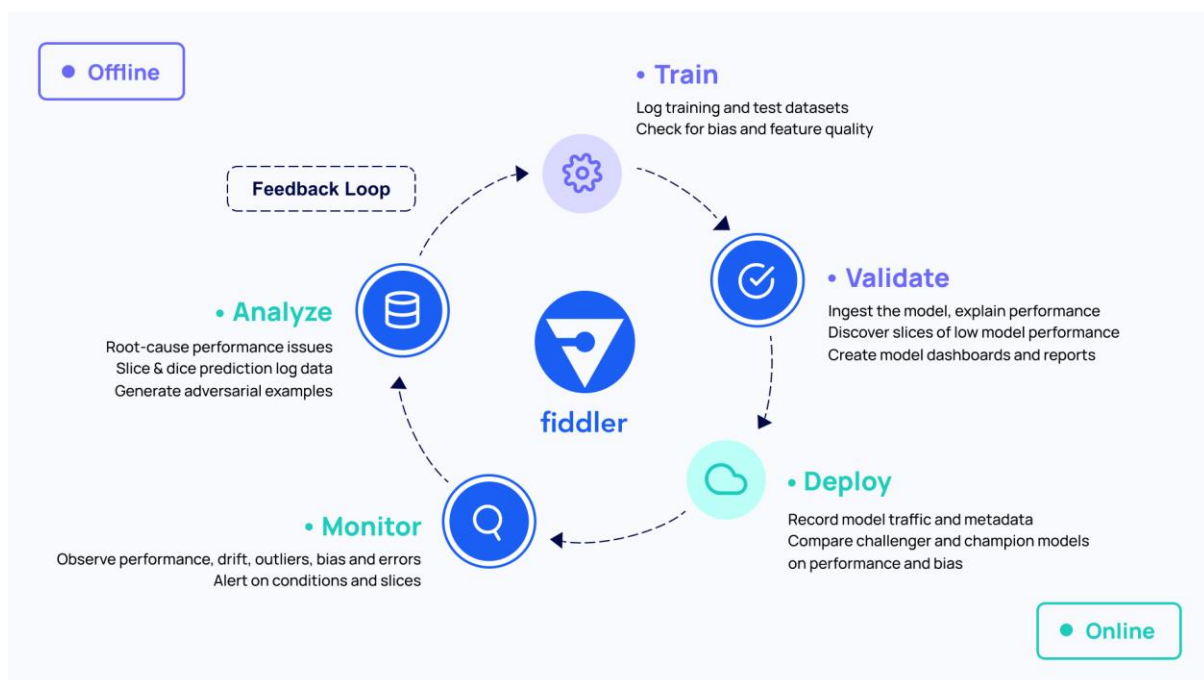 • Offline
• Train
Log training and test datasets
Check for bias and feature quality
Feedback Loop
• Validate
Ingest the model, explain performance
Discover slices of low model performance
Create model dashboards and reports
• Analyze
Root-cause performance issues
Slice & dice prediction log data
Generate adversarial examples
fiddler
• Deploy
Record model traffic and metadata
Compare challenger and champion models
on performance and bias
• Monitor
Observe performance, drift, outliers, bias and errors
Alert on conditions and slices
• Online